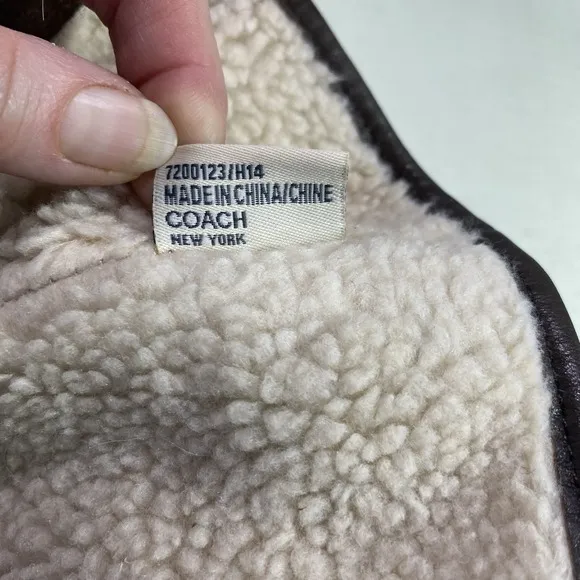 7200123/H14
MADE IN CHINA/CHINE
COACH
NEW YORK